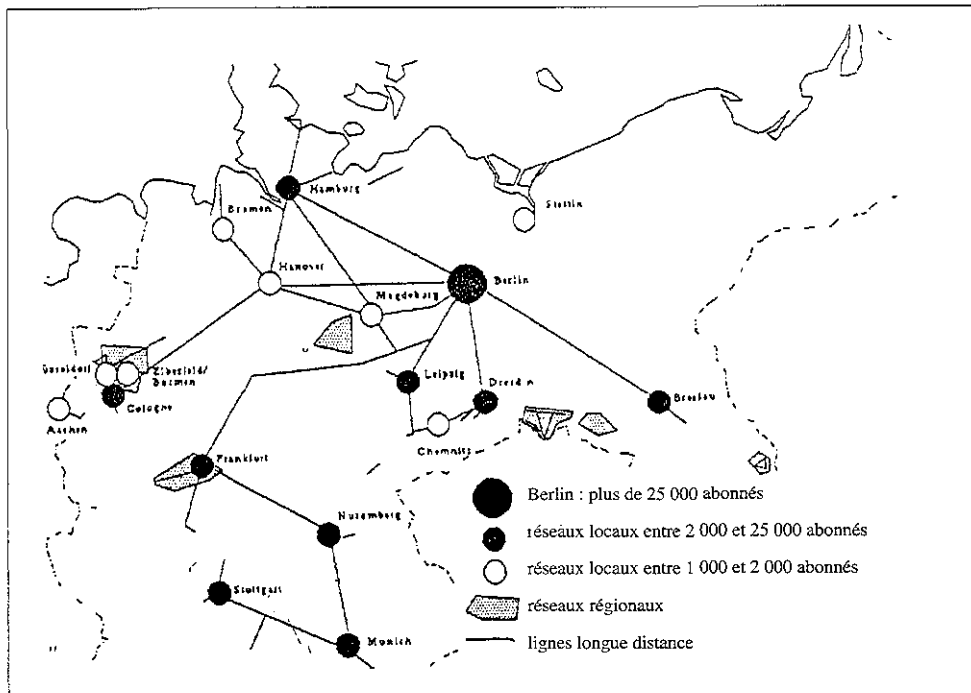 Hamburg
Bremen
Stettin
Hanover
Berlin
Magdeburg
Elberfeld/
Barmen
Cologne
Aachen
Leipzig
Breslau
Chemnitz
Frankfurt
Nuremberg
Stuttgart
Munich
Berlin : plus de 25 000 abonnés
réseaux locaux entre 2 000 et 25 000 abonnés
réseaux locaux entre 1 000 et 2 000 abonnés
réseaux régionaux
lignes longue distance